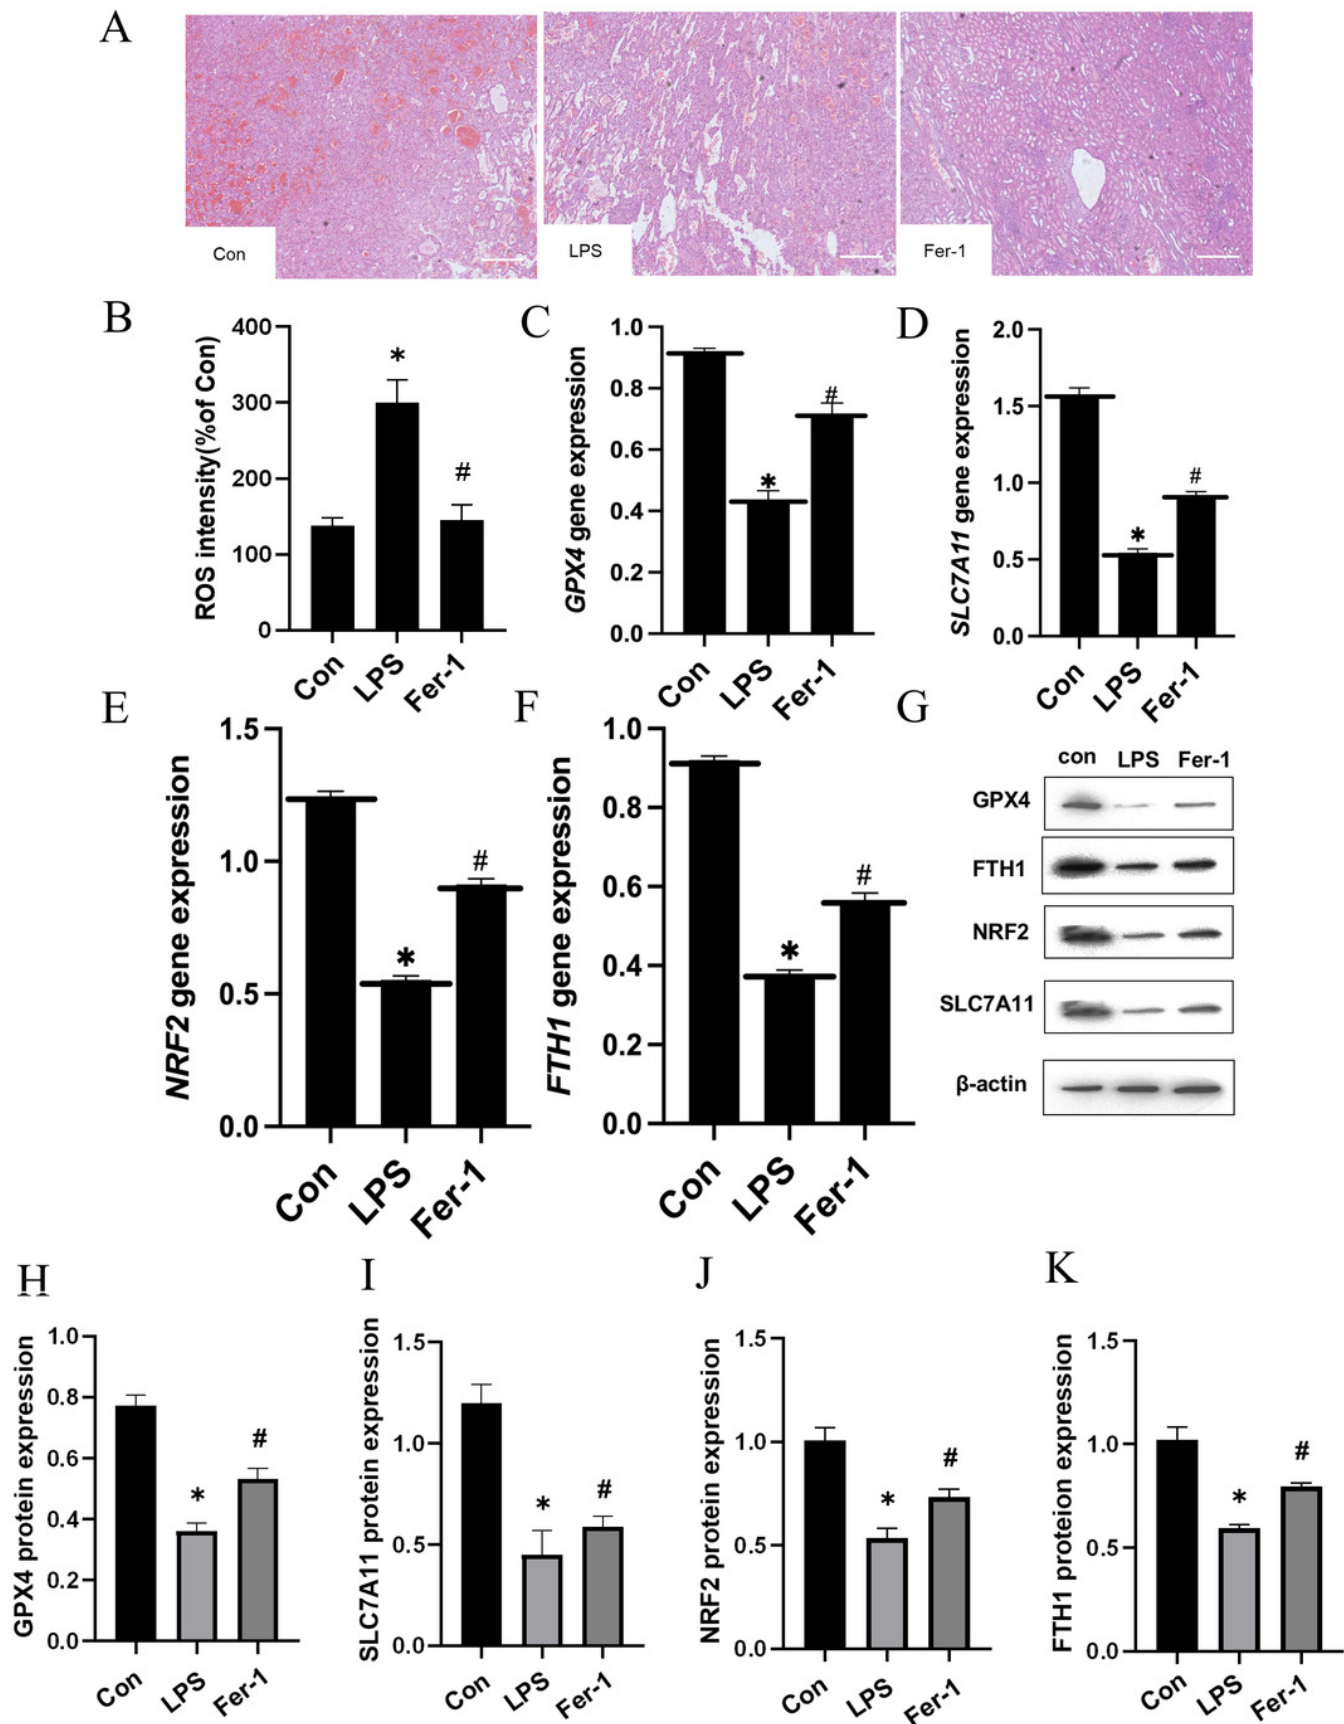 A
Con
LPS
Fer-1
B
ROS intensity(%of Con)
400
300
200
100
0
*
#
Con
LPS
Fer-1
C
GPX4 gene expression
1.0
0.8
0.6
0.4
0.2
0.0
*
#
Con
LPS
Fer-1
D
SLC7A11 gene expression
2.0
1.5
1.0
0.5
0.0
*
#
Con
LPS
Fer-1
E
NRF2 gene expression
1.5
1.0
0.5
0.0
*
#
Con
LPS
Fer-1
F
FTH1 gene expression
1.0
0.8
0.6
0.4
0.2
0.0
*
#
Con
LPS
Fer-1
G
con LPS Fer-1
GPX4
FTH1
NRF2
SLC7A11
β-actin
H
GPX4 protein expression
1.0
0.8
0.6
0.4
0.2
0.0
*
#
Con
LPS
Fer-1
I
SLC7A11 protein expression
1.5
1.0
0.5
0.0
*
#
Con
LPS
Fer-1
J
NRF2 protein expression
1.5
1.0
0.5
0.0
*
#
Con
LPS
Fer-1
K
FTH1 proteion expression
1.5
1.0
0.5
0.0
*
#
Con
LPS
Fer-1